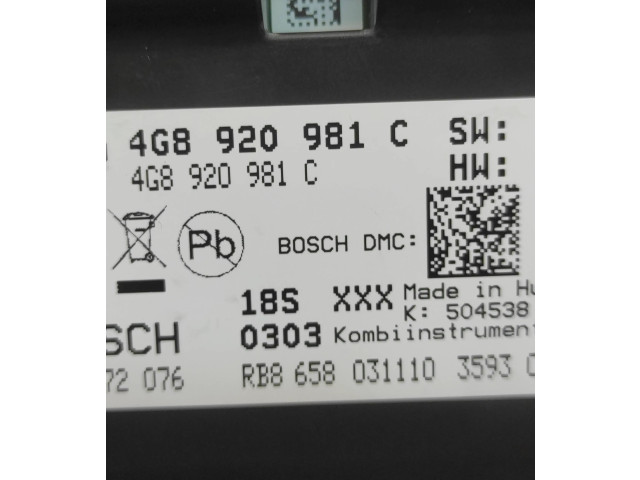 4G8 920 981 C SW:
4G8 920 981 C HW:
Pb BOSCH DMC:
18S XXX Made in Hu
K: 504538
SCH 0303 Kombiinstrument
72 076 RB8 658 031110 3593 0